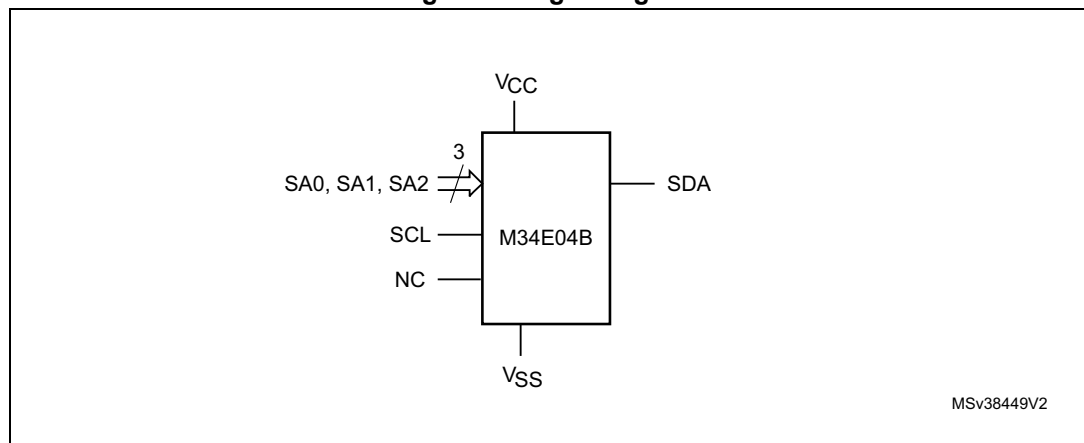 VCC
3
SA0, SA1, SA2
SDA
SCL
M34E04B
NC
VSS
MSv38449V2